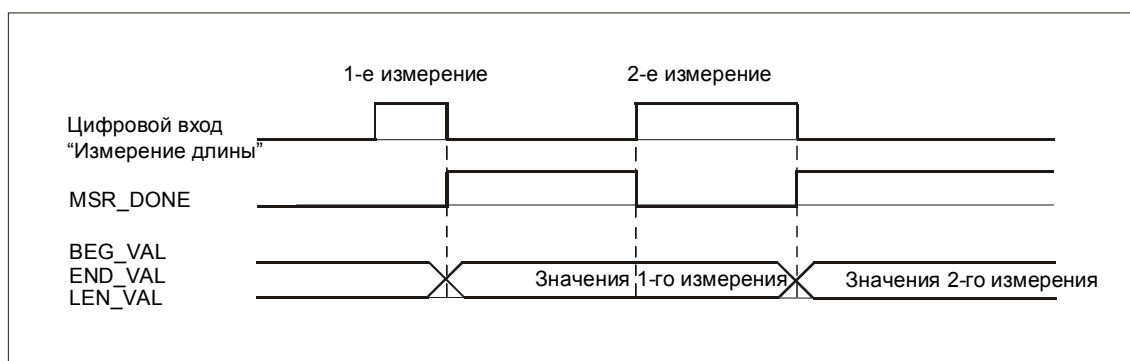 1-е измерение 2-е измерение
Цифровой вход
“Измерение длины”
MSR_DONE
BEG_VAL
END_VAL Значения 1-го измерения Значения 2-го измерения
LEN_VAL